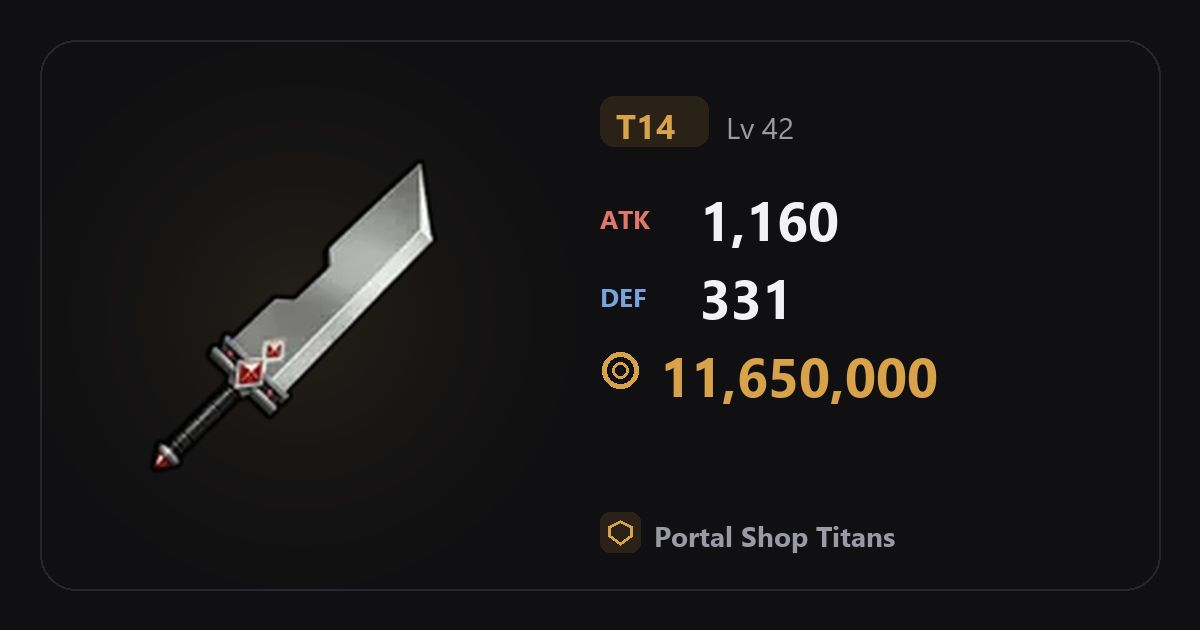 T14 Lv 42
ATK 1,160
DEF 331
11,650,000
Portal Shop Titans